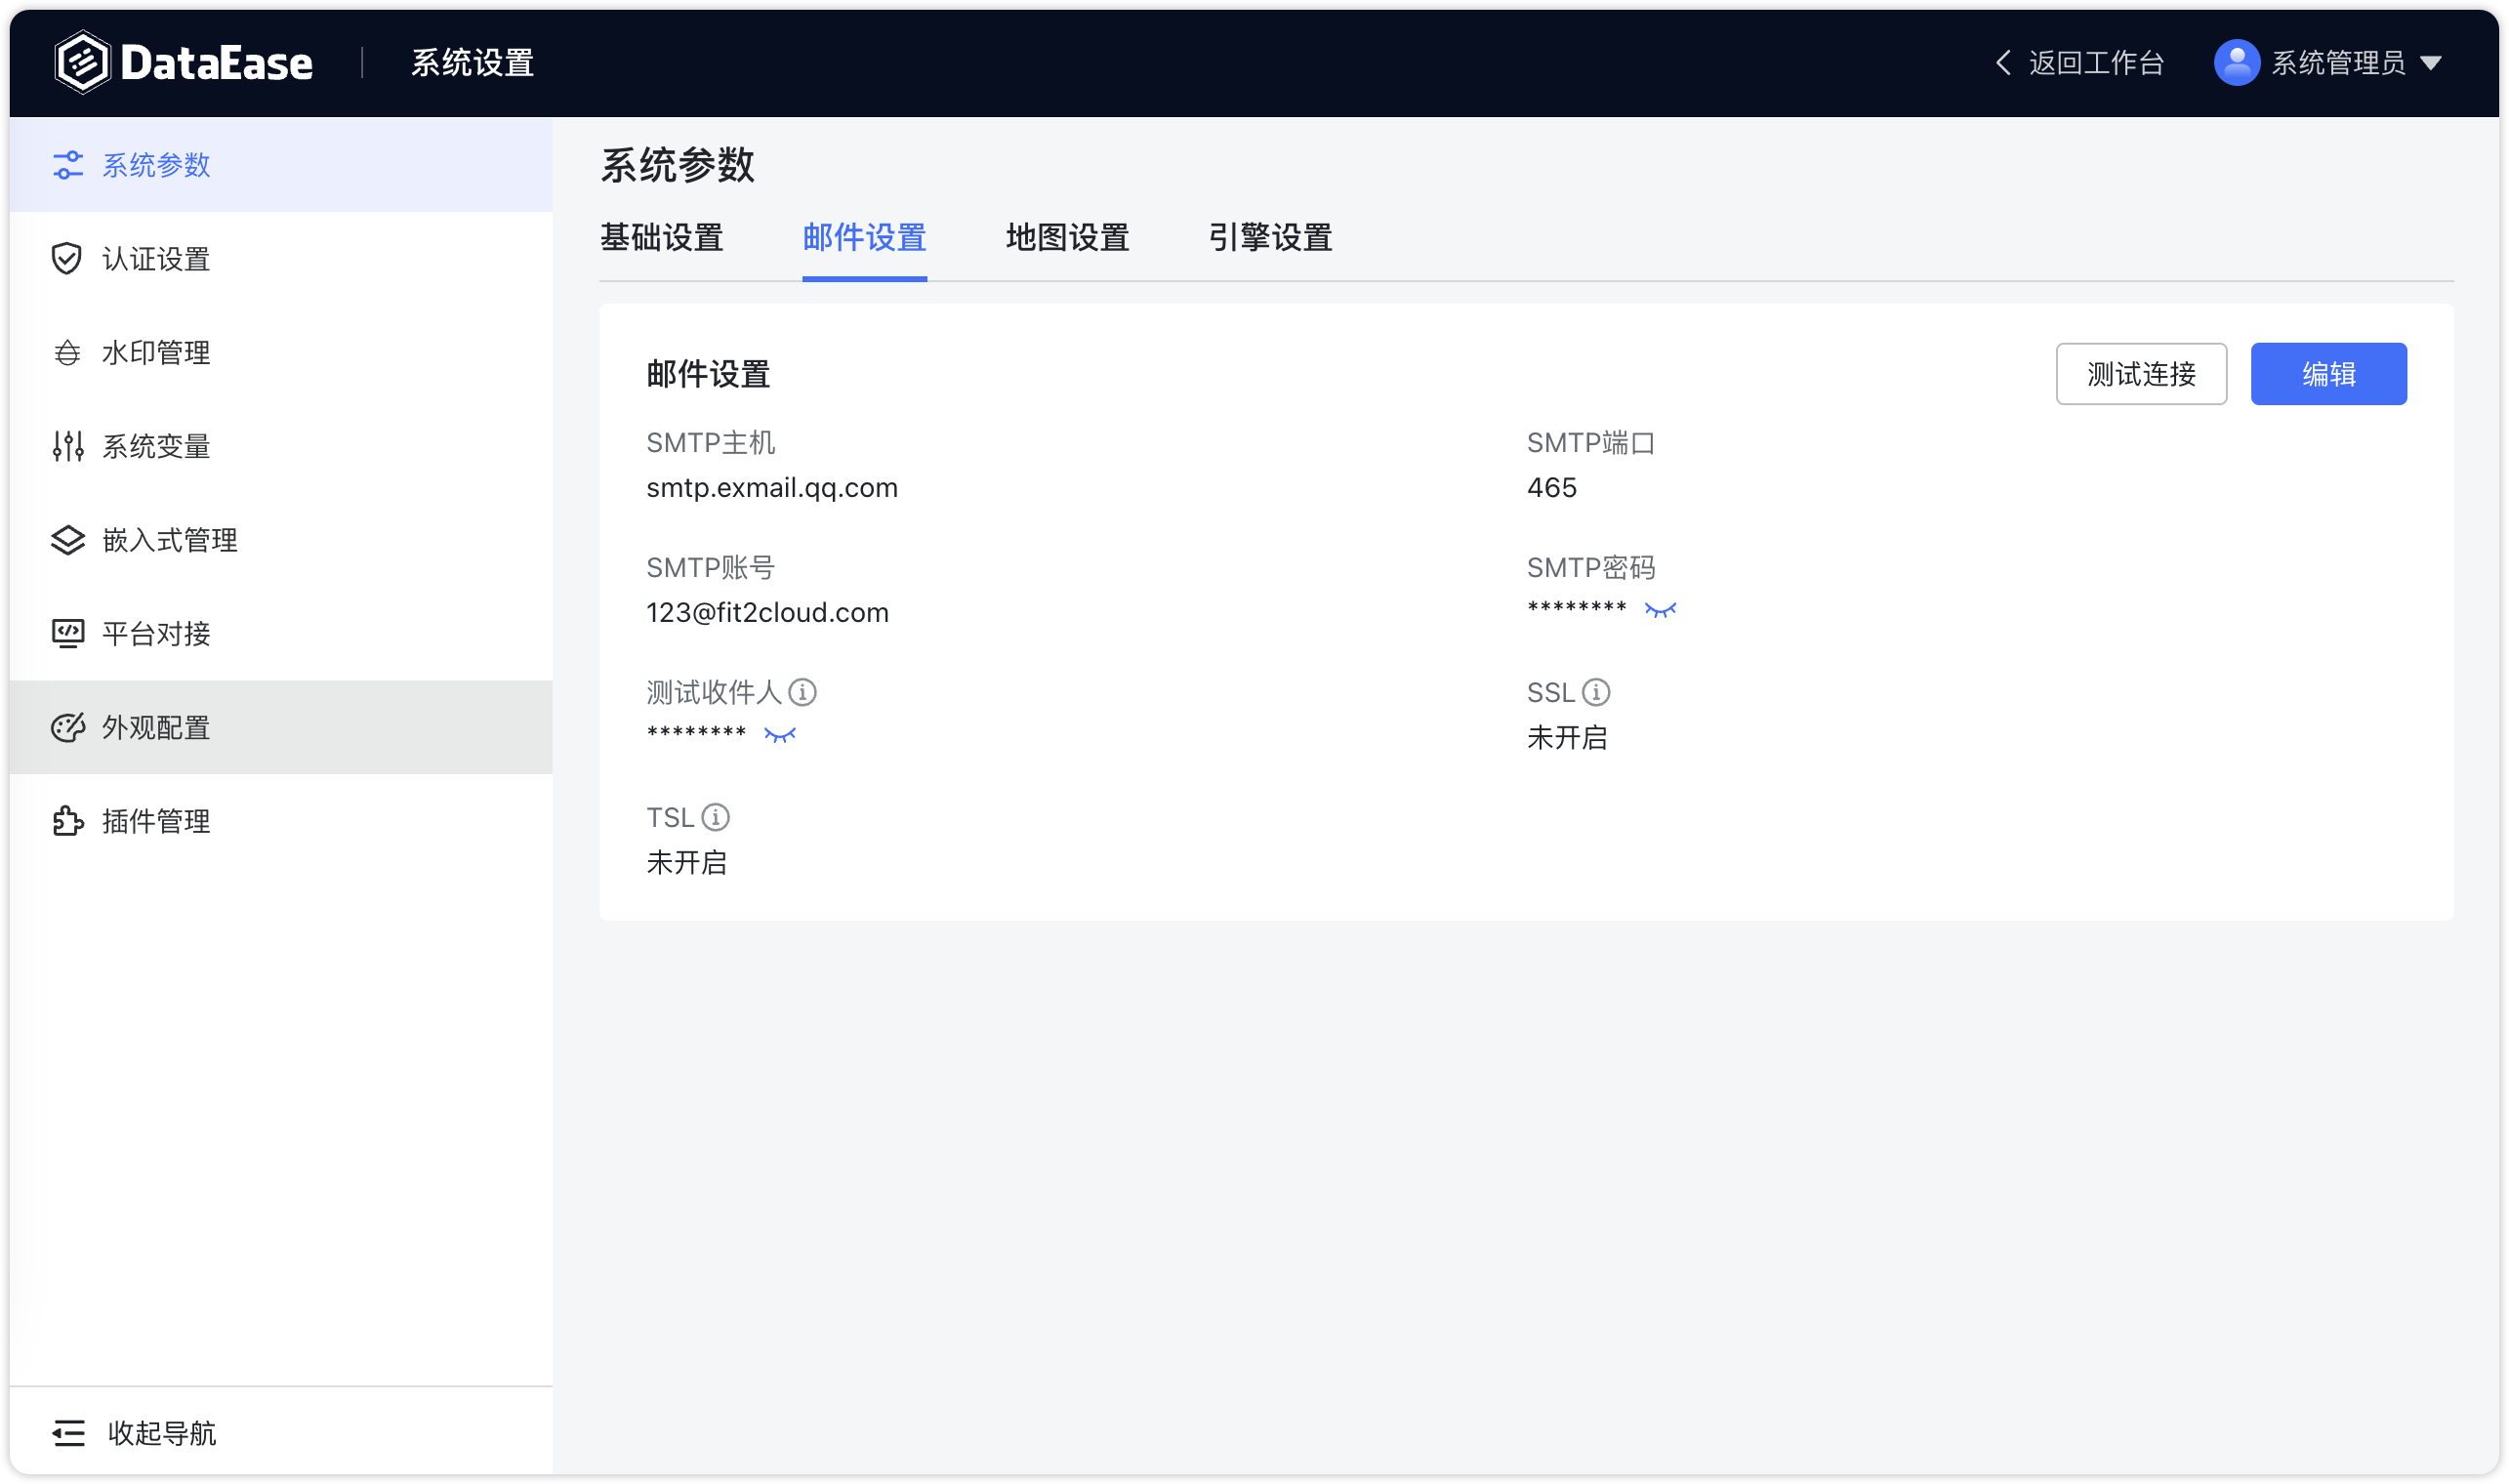 DataEase 系统设置 返回工作台 系统管理员
系统参数
认证设置
水印管理
系统变量
嵌入式管理
平台对接
外观配置
插件管理
收起导航
系统参数
基础设置 邮件设置 地图设置 引擎设置
邮件设置 测试连接 编辑
SMTP主机 SMTP端口
smtp.exmail.qq.com 465
SMTP账号 SMTP密码
123@fit2cloud.com ********
测试收件人 SSL
******** 未开启
TSL
未开启